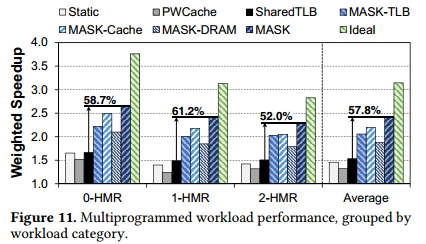 Static PWCache SharedTLB MASK-TLB
MASK-Cache MASK-DRAM MASK Ideal
Weighted Speedup
4.0
3.5
3.0
2.5
2.0
1.5
1.0
58.7% 61.2% 52.0% 57.8%
0-HMR 1-HMR 2-HMR Average
Figure 11. Multiprogrammed workload performance, grouped by
workload category.